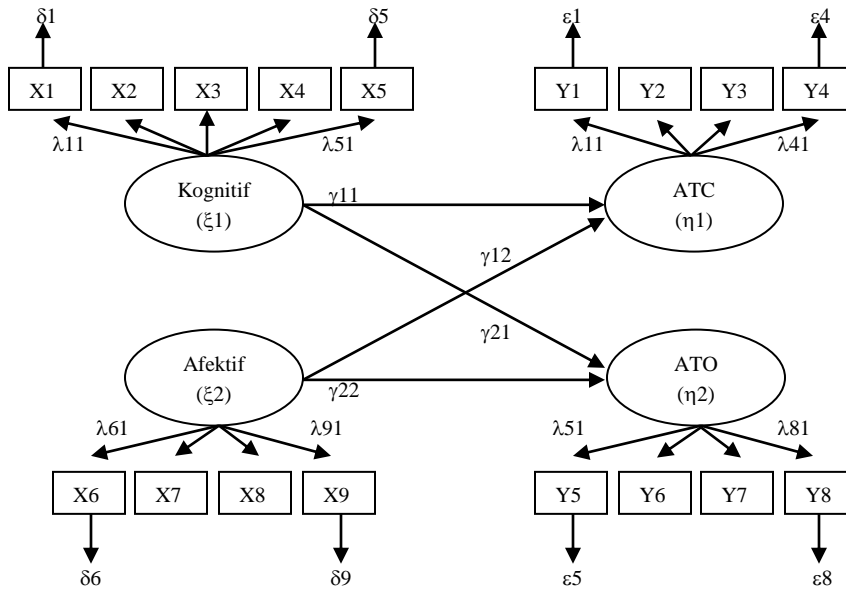 δ1 δ5 ε1 ε4
X1 X2 X3 X4 X5 Y1 Y2 Y3 Y4
λ11 λ51 λ11 λ41
Kognitif ATC
(ξ1) γ11 (η1)
γ12
γ21
Afektif ATO
(ξ2) γ22 (η2)
λ61 λ91 λ51 λ81
X6 X7 X8 X9 Y5 Y6 Y7 Y8
δ6 δ9 ε5 ε8